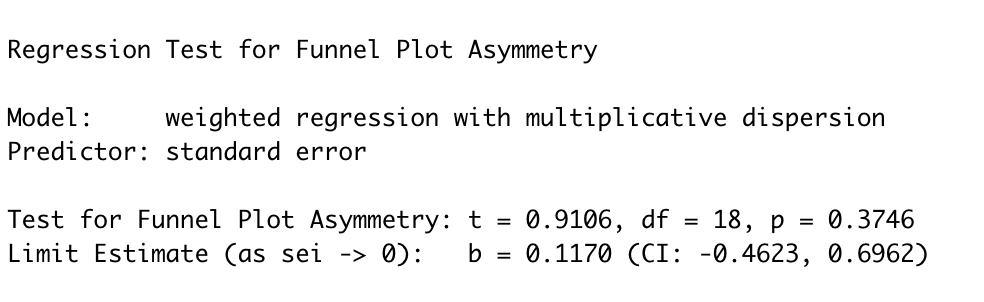 Regression Test for Funnel Plot Asymmetry
Model:     weighted regression with multiplicative dispersion
Predictor: standard error
Test for Funnel Plot Asymmetry: t = 0.9106, df = 18, p = 0.3746
Limit Estimate (as sei -> 0):   b = 0.1170 (CI: -0.4623, 0.6962)